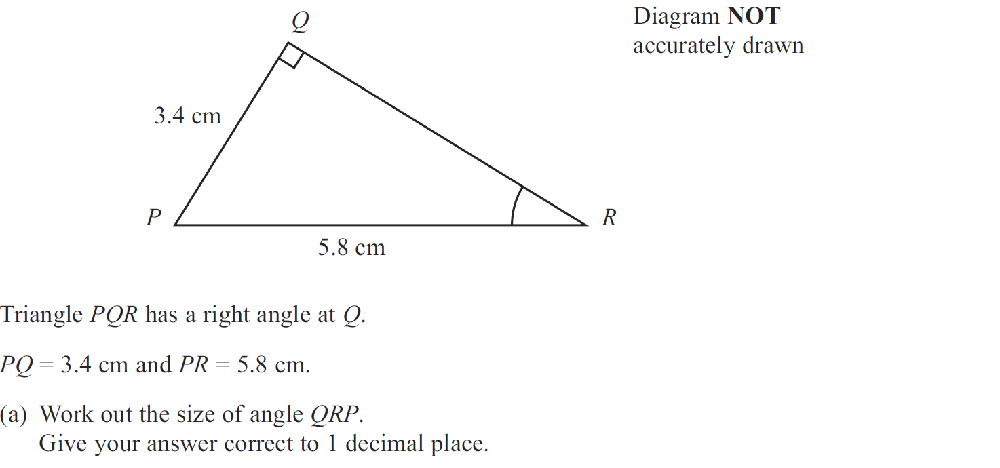 Q
Diagram NOT
accurately drawn
3.4 cm
P
R
5.8 cm
Triangle PQR has a right angle at Q.
PQ = 3.4 cm and PR = 5.8 cm.
(a) Work out the size of angle QRP.
Give your answer correct to 1 decimal place.